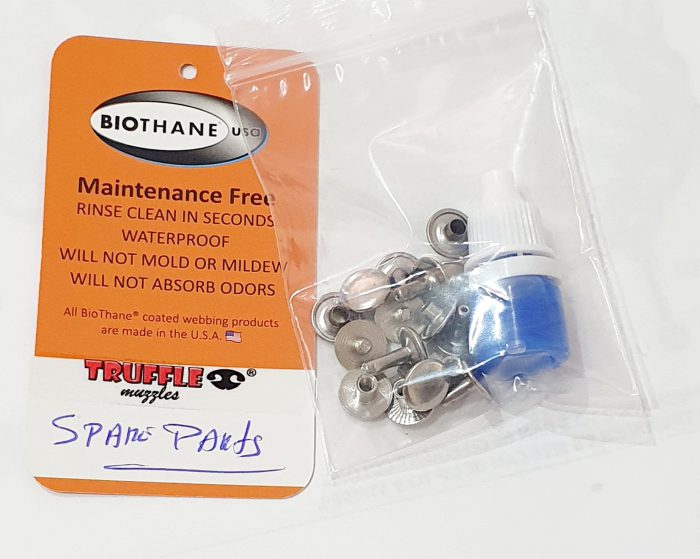 BIOTHANE usa
Maintenance Free
RINSE CLEAN IN SECONDS
WATERPROOF
WILL NOT MOLD OR MILDEW
WILL NOT ABSORB ODORS
All BioThane® coated webbing products
are made in the U.S.A.
TRUFFLE ®
muzzles
SPARE PARtS